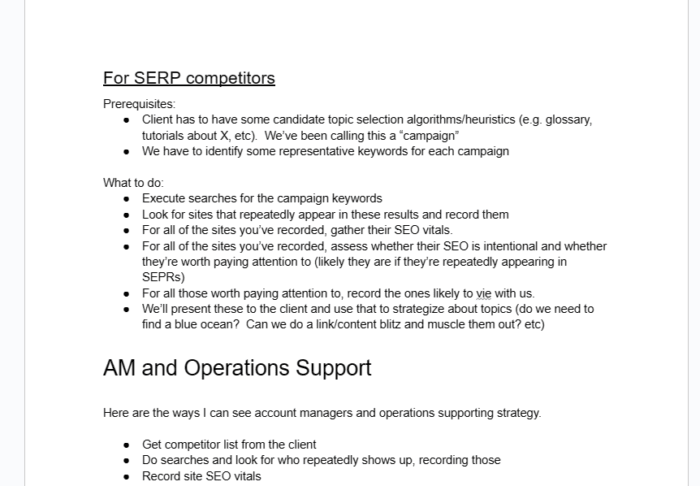 For SERP competitors
Prerequisites:
● Client has to have some candidate topic selection algorithms/heuristics (e.g. glossary,
tutorials about X, etc).  We've been calling this a “campaign”
● We have to identify some representative keywords for each campaign
What to do:
● Execute searches for the campaign keywords
● Look for sites that repeatedly appear in these results and record them
● For all of the sites you've recorded, gather their SEO vitals.
● For all of the sites you've recorded, assess whether their SEO is intentional and whether
they're worth paying attention to (likely they are if they're repeatedly appearing in
SEPRs)
● For all those worth paying attention to, record the ones likely to vie with us.
● We'll present these to the client and use that to strategize about topics (do we need to
find a blue ocean?  Can we do a link/content blitz and muscle them out? etc)
AM and Operations Support
Here are the ways I can see account managers and operations supporting strategy.
● Get competitor list from the client
● Do searches and look for who repeatedly shows up, recording those
● Record site SEO vitals